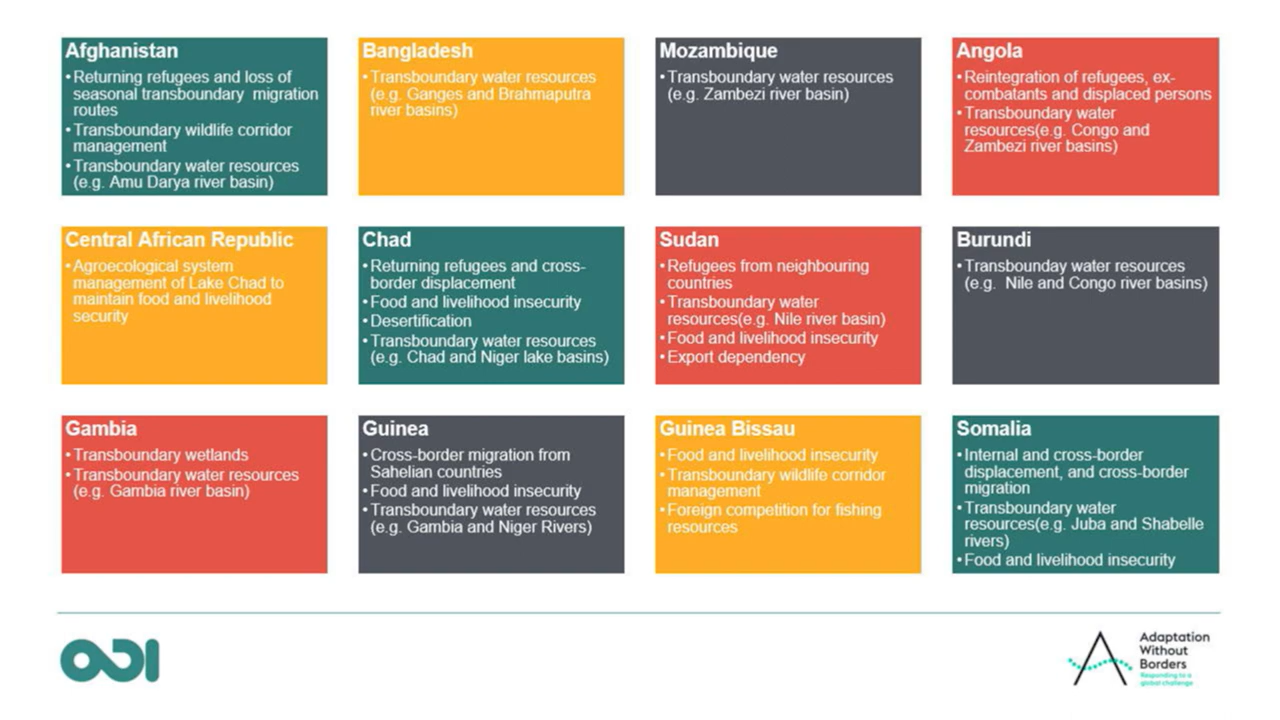 Afghanistan
•Returning refugees and loss of
seasonal transboundary migration
routes
•Transboundary wildlife corridor
management
•Transboundary water resources
(e.g. Amu Darya river basin)
Bangladesh
•Transboundary water resources
(e.g. Ganges and Brahmaputra
river basins)
Mozambique
•Transboundary water resources
(e.g. Zambezi river basin)
Angola
•Reintegration of refugees, ex-
combatants and displaced persons
•Transboundary water
resources(e.g. Congo and
Zambezi river basins)
Central African Republic
•Agroecological system
management of Lake Chad to
maintain food and livelihood
security
Chad
•Returning refugees and cross-
border displacement
•Food and livelihood insecurity
•Desertification
•Transboundary water resources
(e.g. Chad and Niger lake basins)
Sudan
•Refugees from neighbouring
countries
•Transboundary water
resources(e.g. Nile river basin)
•Food and livelihood insecurity
•Export dependency
Burundi
•Transbounday water resources
(e.g. Nile and Congo river basins)
Gambia
•Transboundary wetlands
•Transboundary water resources
(e.g. Gambia river basin)
Guinea
•Cross-border migration from
Sahelian countries
•Food and livelihood insecurity
•Transboundary water resources
(e.g. Gambia and Niger Rivers)
Guinea Bissau
•Food and livelihood insecurity
•Transboundary wildlife corridor
management
•Foreign competition for fishing
resources
Somalia
•Internal and cross-border
displacement, and cross-border
migration
•Transboundary water
resources(e.g. Juba and Shabelle
rivers)
•Food and livelihood insecurity
ODI
Adaptation
Without
Borders
Responding to a
global challenge